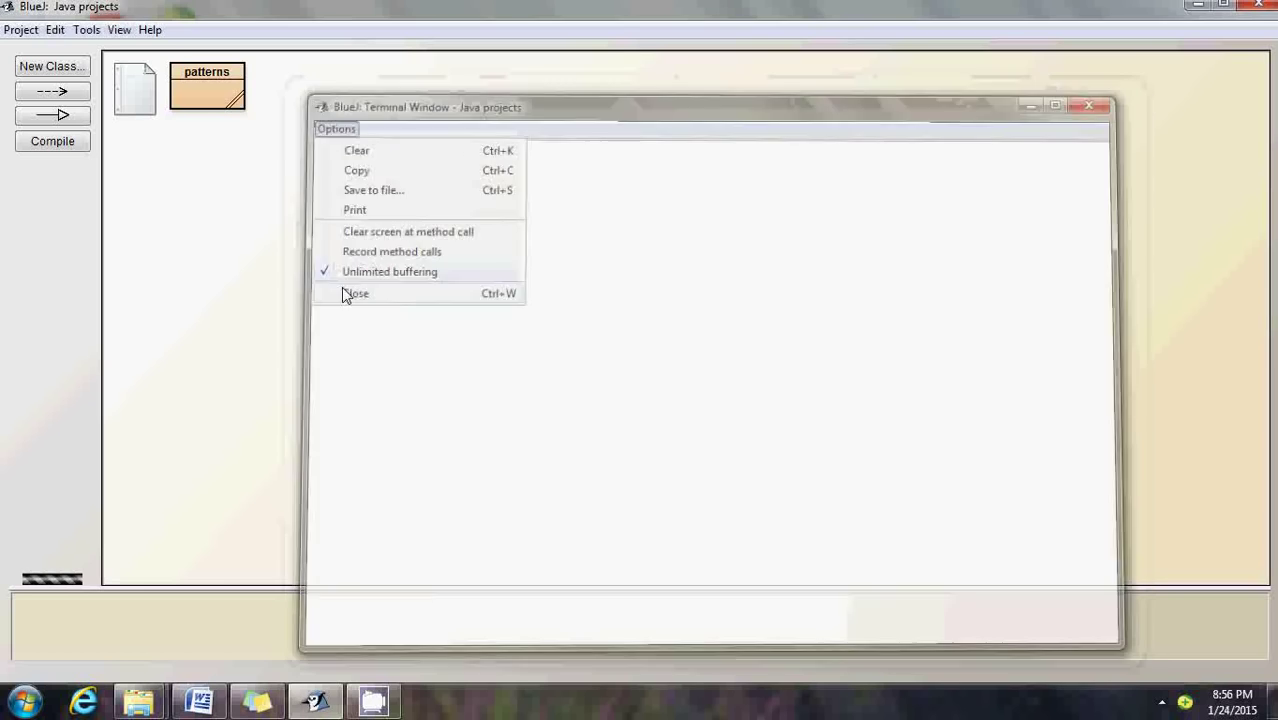 BlueJ: Java projects
Project Edit Tools View Help
New Class...
patterns
Compile
BlueJ: Terminal Window - Java projects
Options
Clear Ctrl+K
Copy Ctrl+C
Save to file... Ctrl+S
Print
Clear screen at method call
Record method calls
Unlimited buffering
Close Ctrl+W
8:56 PM
1/24/2015